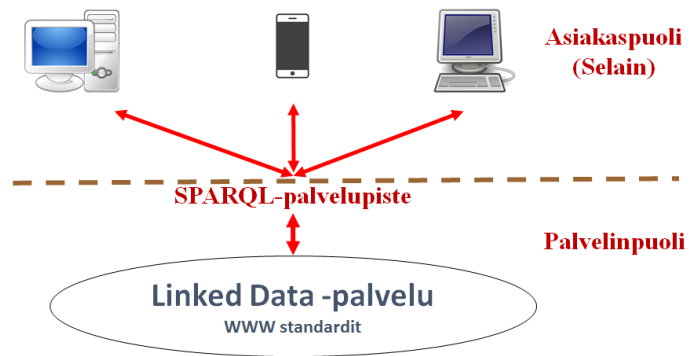 Asiakaspuoli
(Selain)
SPARQL-palvelupiste
Palvelinpuoli
Linked Data -palvelu
WWW standardit